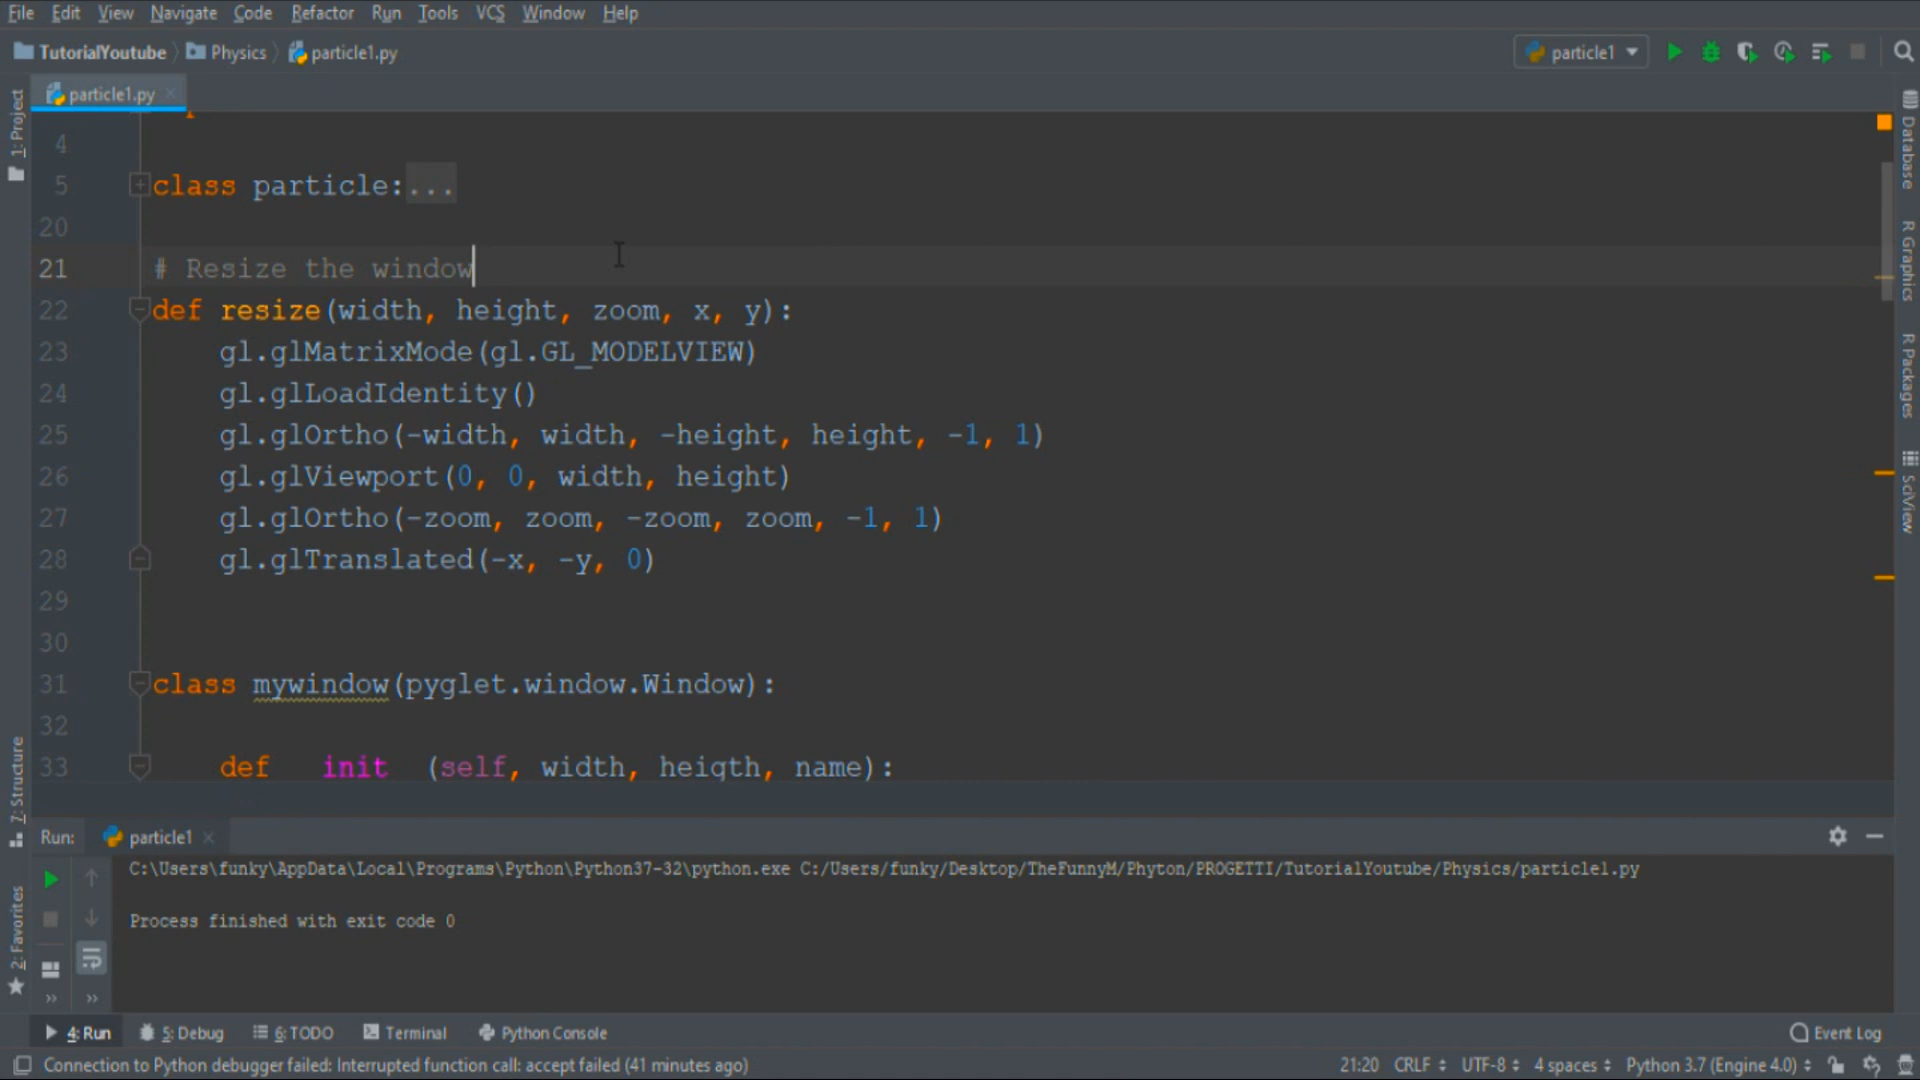 File Edit View Navigate Code Refactor Run Tools VCS Window Help
TutorialYoutube Physics particle1.py particle1
particle1.py
1: Project
Database
R Graphics
R Packages
SciView
4
5 class particle:...
20
21 # Resize the window
22 def resize(width, height, zoom, x, y):
23 gl.glMatrixMode(gl.GL_MODELVIEW)
24 gl.glLoadIdentity()
25 gl.glOrtho(-width, width, -height, height, -1, 1)
26 gl.glViewport(0, 0, width, height)
27 gl.glOrtho(-zoom, zoom, -zoom, zoom, -1, 1)
28 gl.glTranslated(-x, -y, 0)
29
30
31 class mywindow(pyglet.window.Window):
32
33 def init (self, width, heigth, name):
7: Structure
2: Favorites
Run: particle1
C:\Users\funky\AppData\Local\Programs\Python\Python37-32\python.exe C:/Users/funky/Desktop/TheFunnyM/Phyton/PROGETTI/TutorialYoutube/Physics/particle1.py
Process finished with exit code 0
4: Run 5: Debug 6: TODO Terminal Python Console Event Log
Connection to Python debugger failed: Interrupted function call: accept failed (41 minutes ago) 21:20 CRLF UTF-8 4 spaces Python 3.7 (Engine 4.0)